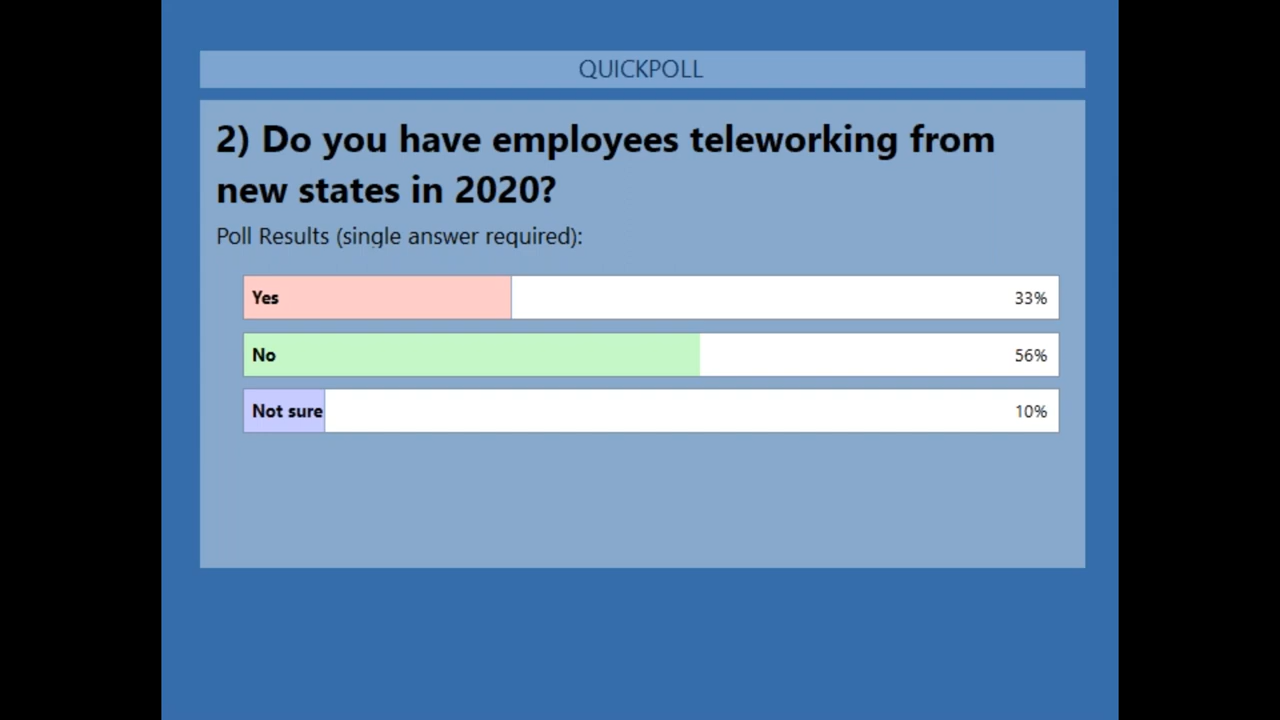 QUICKPOLL
2) Do you have employees teleworking from
new states in 2020?
Poll Results (single answer required):
Yes 33%
No 56%
Not sure 10%